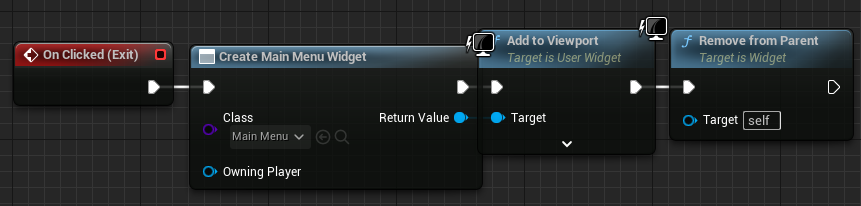 On Clicked (Exit)
Create Main Menu Widget
Class
Main Menu
Return Value
Owning Player
Add to Viewport
Target is User Widget
Target
Remove from Parent
Target is Widget
Target self